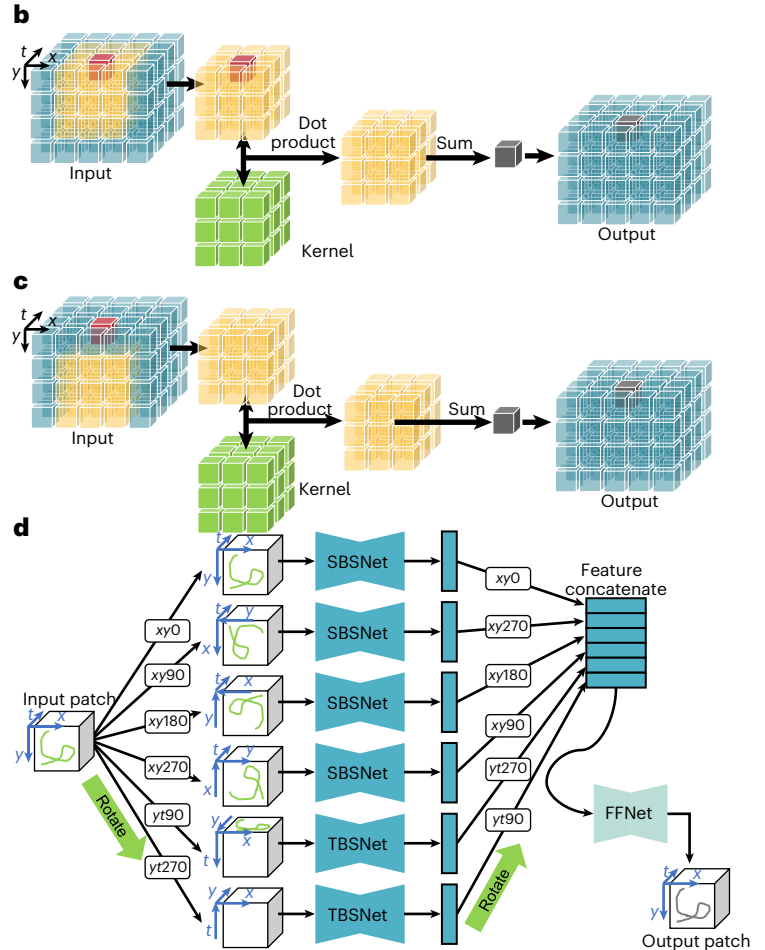 b
t
x
y
Dot
product
Sum
Input
Kernel
Output
c
t
x
y
Dot
product
Sum
Input
Kernel
Output
d
t
x
y
SBSNet
xy0
Feature
concatenate
xy0
t
y
x
SBSNet
xy270
xy90
Input patch
t
x
y
xy180
t
x
y
SBSNet
xy180
xy270
t
y
x
SBSNet
xy90
yt270
Rotate
yt90
y
x
t
TBSNet
yt90
FFNet
yt270
y
x
t
TBSNet
Rotate
t
x
y
Output patch